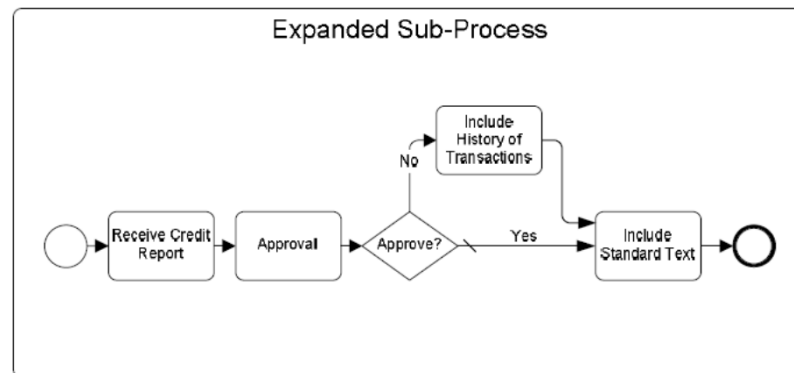 Expanded Sub-Process
Include
History of
Transactions
No
Receive Credit
Report
Approval
Approve?
Yes
Include
Standard Text